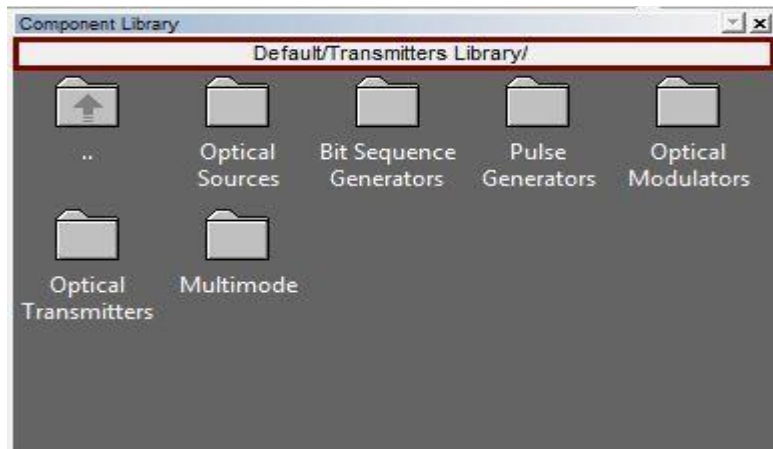 Component Library
Default/Transmitters Library/
..
Optical
Sources
Bit Sequence
Generators
Pulse
Generators
Optical
Modulators
Optical
Transmitters
Multimode